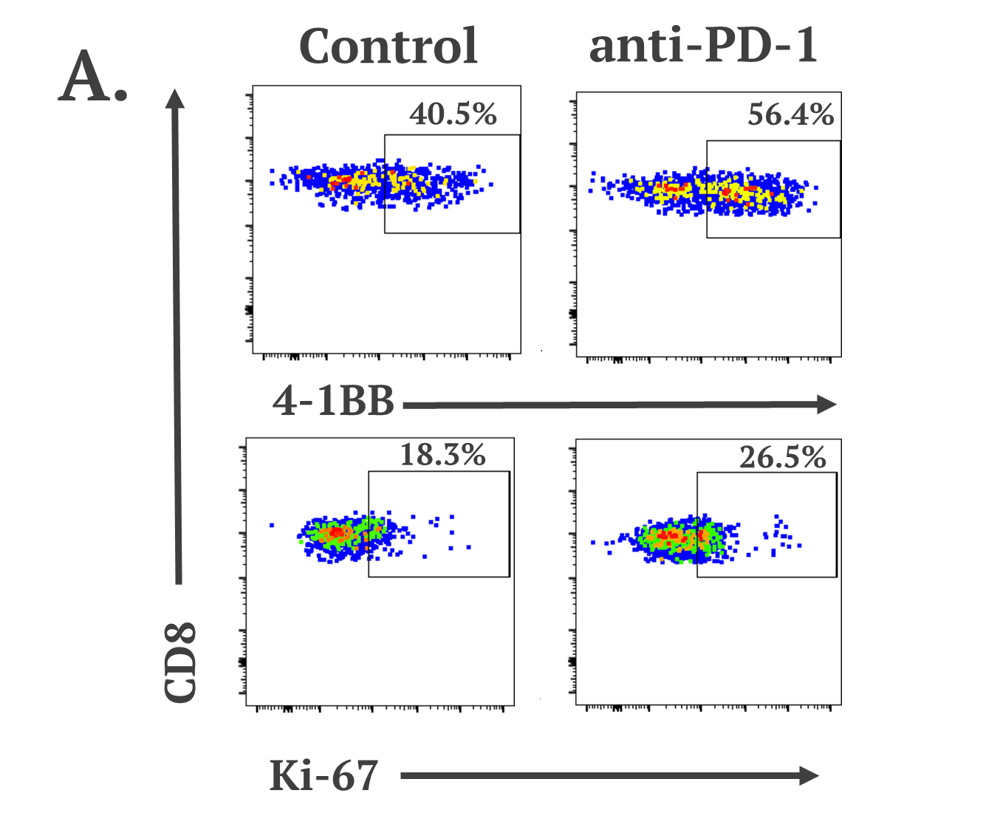 A.
Control
anti-PD-1
40.5%
56.4%
4-1BB
18.3%
26.5%
CD8
Ki-67